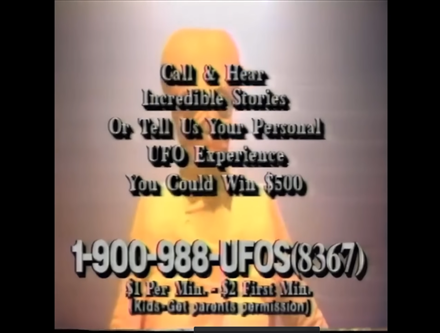 Call & Hear
Incredible Stories
Or Tell Us Your Personal
UFO Experience
You Could Win $500
1-900-988-UFOS(8367)
$1 Per Min. - $2 First Min.
(Kids-Get parents permission)